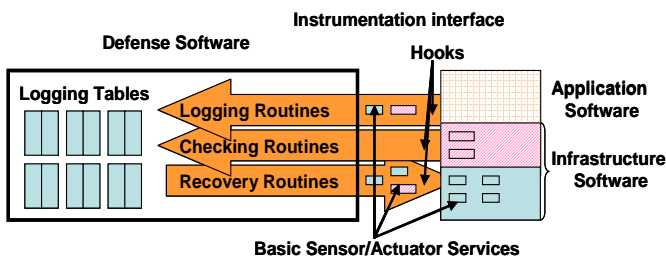 Instrumentation interface
Defense Software
Hooks
Logging Tables
Logging Routines
Checking Routines
Recovery Routines
Application
Software
Infrastructure
Software
Basic Sensor/Actuator Services